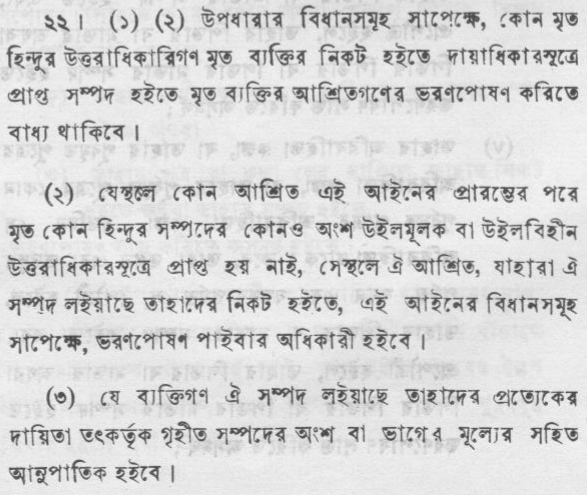 ২২। (১) (২) উপধারার বিধানসমূহ সাপেক্ষে, কোন মৃত
হিন্দুর উত্তরাধিকারিগণ মৃত ব্যক্তির নিকট হইতে দায়াধিকারসূত্রে
প্রাপ্ত সম্পদ হইতে মৃত ব্যক্তির আশ্রিতগণের ভরণপোষণ করিতে
বাধ্য থাকিবে।
(২) যেস্থলে কোন আশ্রিত এই আইনের প্রারম্ভের পরে
মৃত কোন হিন্দুর সম্পদের কোনও অংশ উইলমূলক বা উইলবিহীন
উত্তরাধিকারসূত্রে প্রাপ্ত হয় নাই, সেস্থলে ঐ আশ্রিত, যাহারা ঐ
সম্পদ লইয়াছে তাহাদের নিকট হইতে, এই আইনের বিধানসমূহ
সাপেক্ষে, ভরণপোষণ পাইবার অধিকারী হইবে।
(৩) যে ব্যক্তিগণ ঐ সম্পদ লইয়াছে তাহাদের প্রত্যেকের
দায়িতা তৎকর্তৃক গৃহীত সম্পদের অংশ বা ভাগের মূল্যের সহিত
আনুপাতিক হইবে।